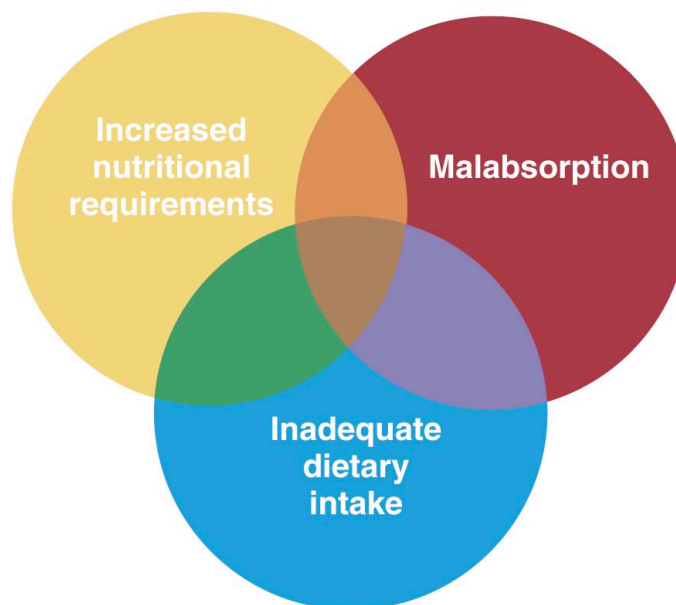 Increased
nutritional
requirements
Malabsorption
Inadequate
dietary
intake